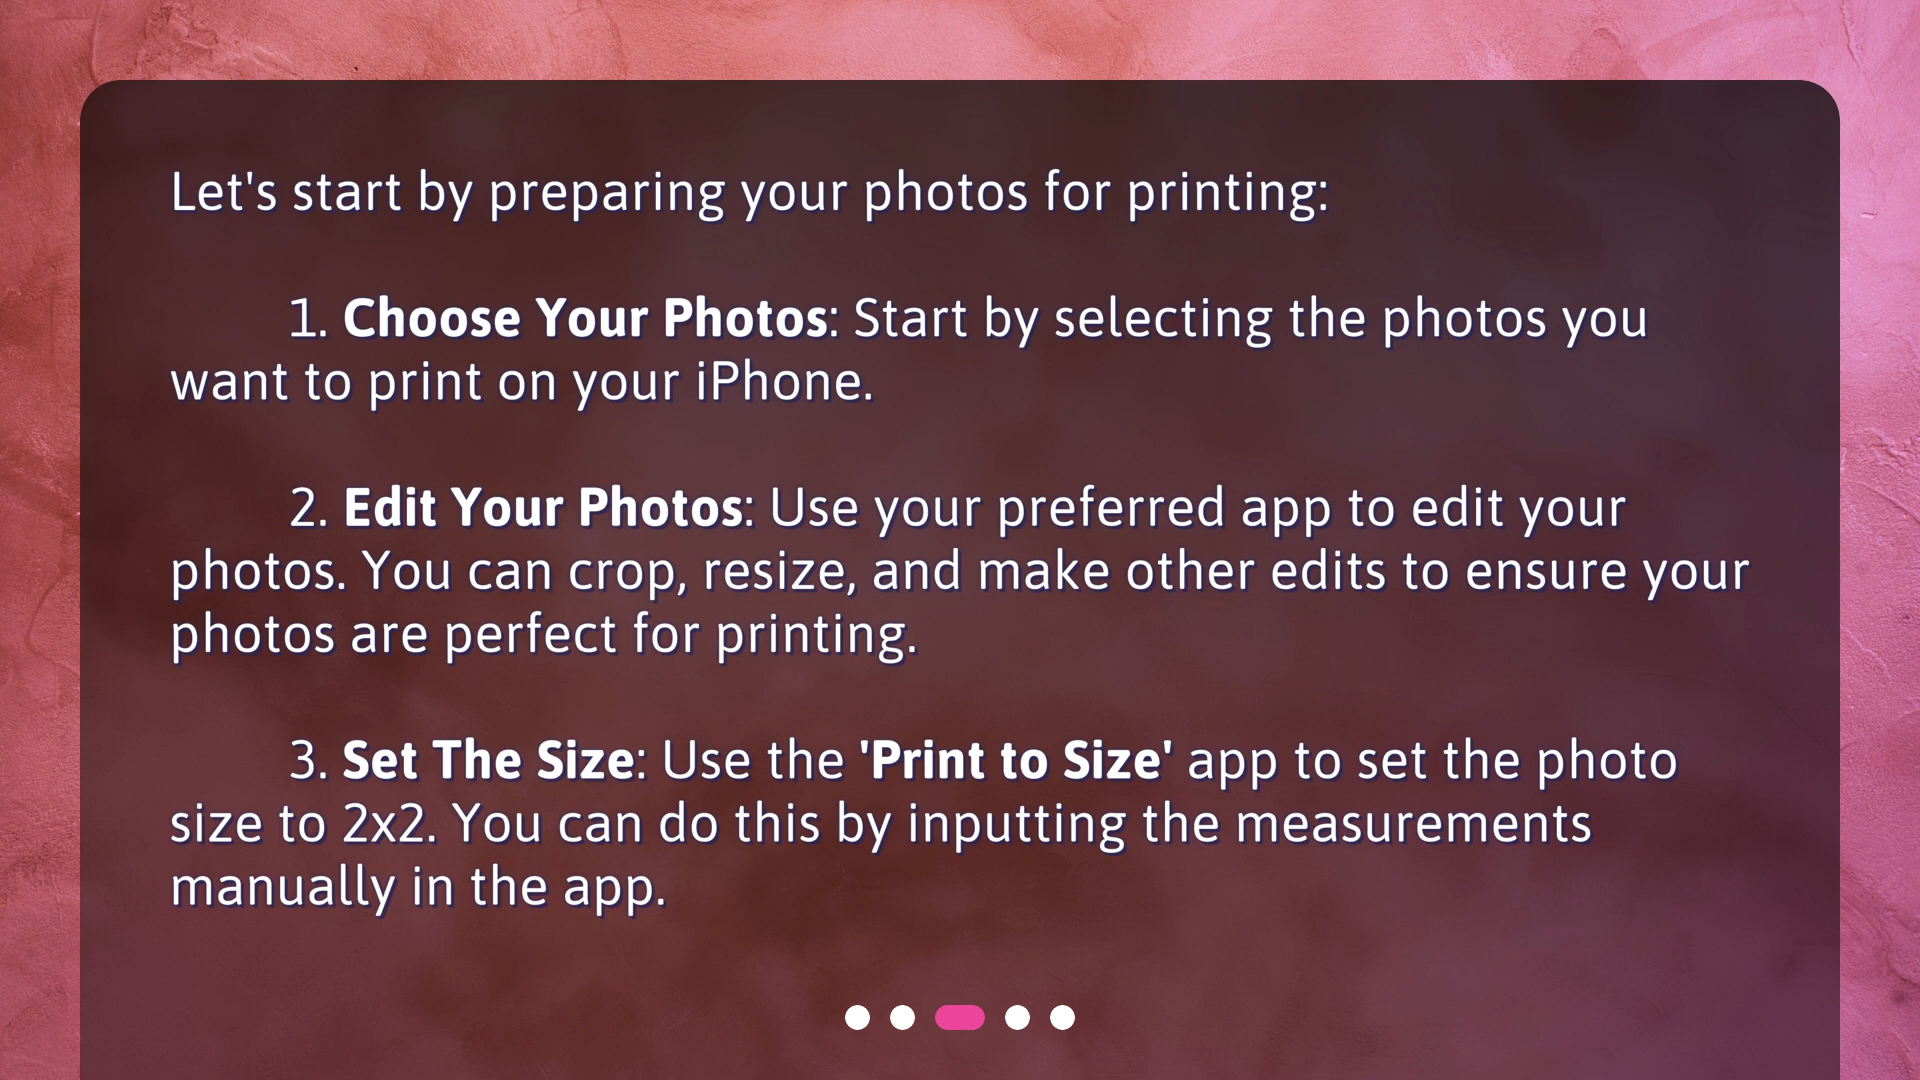 Let's start by preparing your photos for printing:
1. Choose Your Photos: Start by selecting the photos you
want to print on your iPhone.
2. Edit Your Photos: Use your preferred app to edit your
photos. You can crop, resize, and make other edits to ensure your
photos are perfect for printing.
3. Set The Size: Use the 'Print to Size' app to set the photo
size to 2x2. You can do this by inputting the measurements
manually in the app.